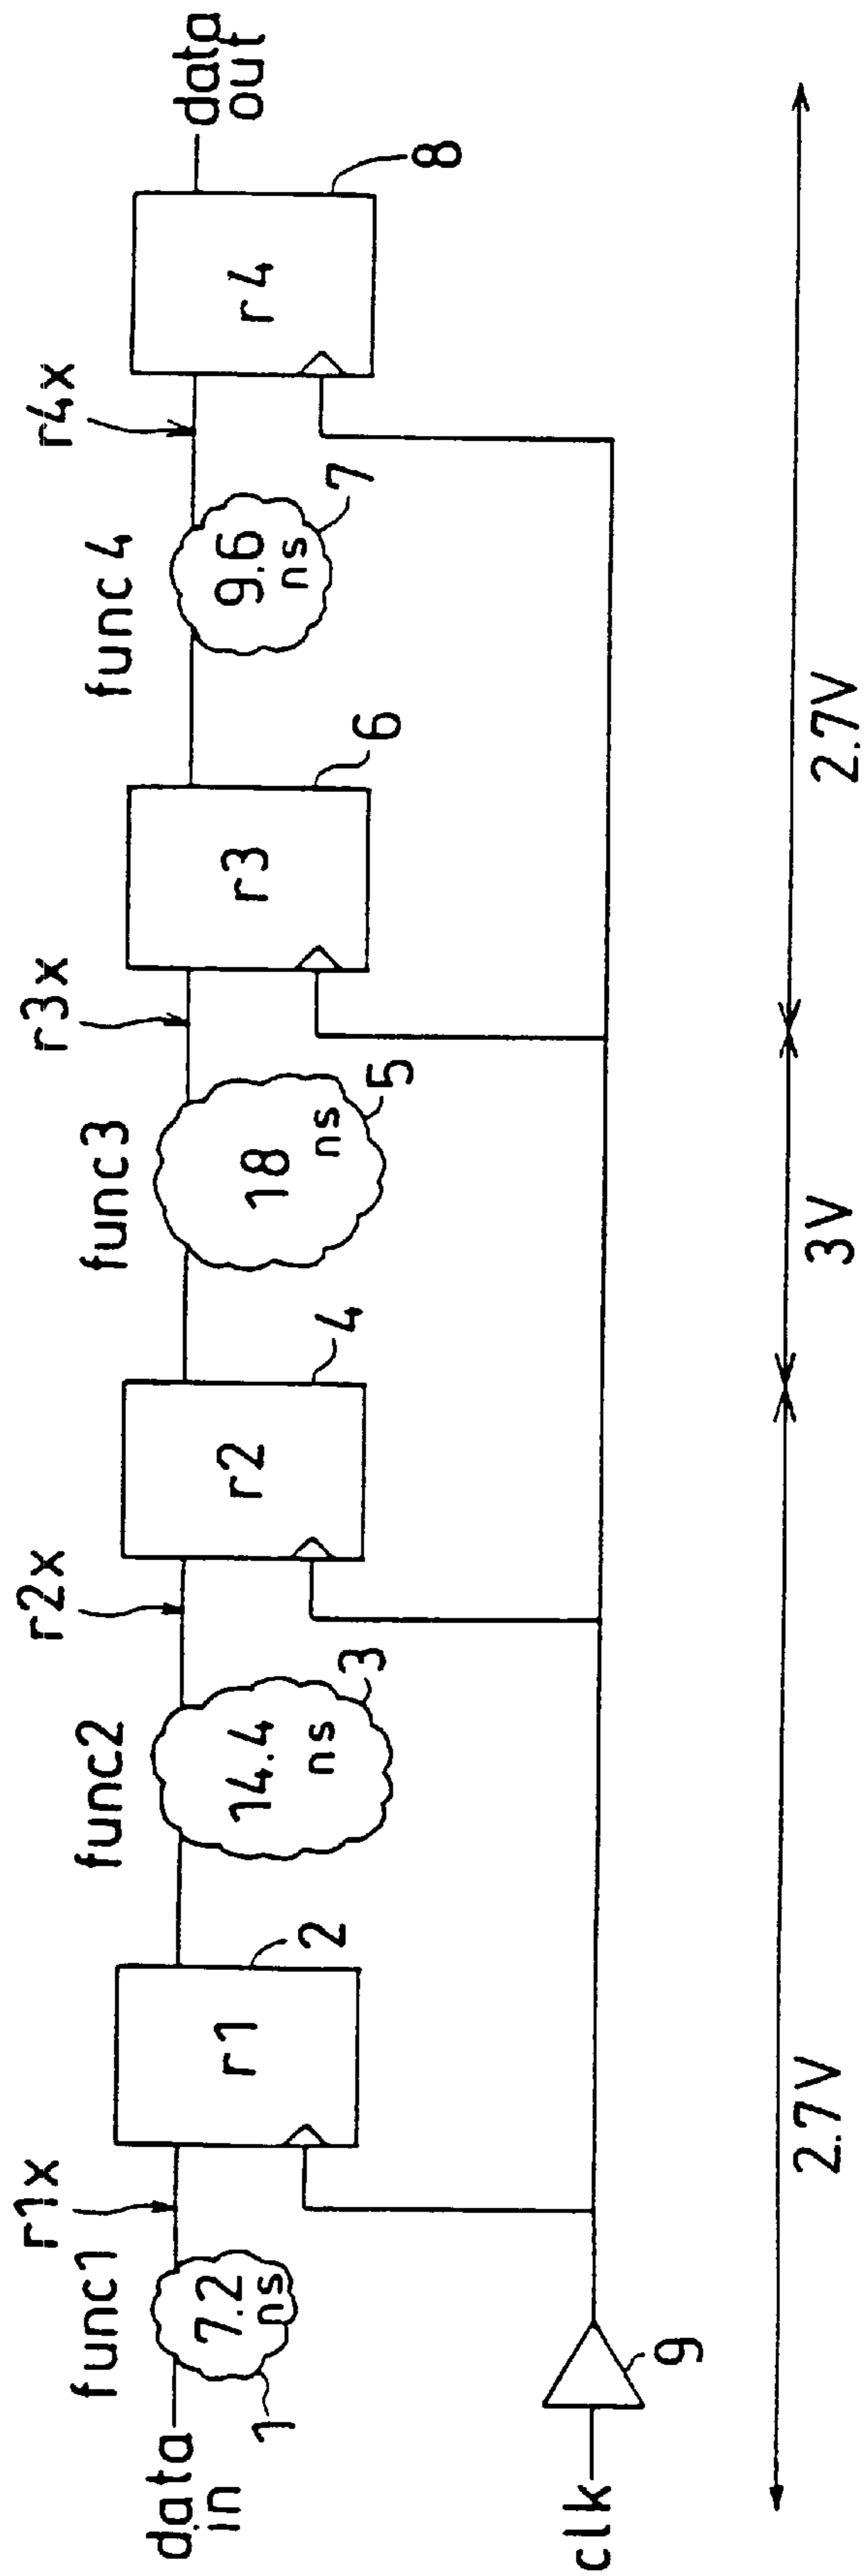 data
in
func1
7.2
ns
1
r1x
r1
2
func2
14.4
ns
3
r2x
r2
4
func3
18
ns
5
r3x
r3
6
func4
9.6
ns
7
r4x
r4
8
data
out
clk
9
2.7V
3V
2.7V